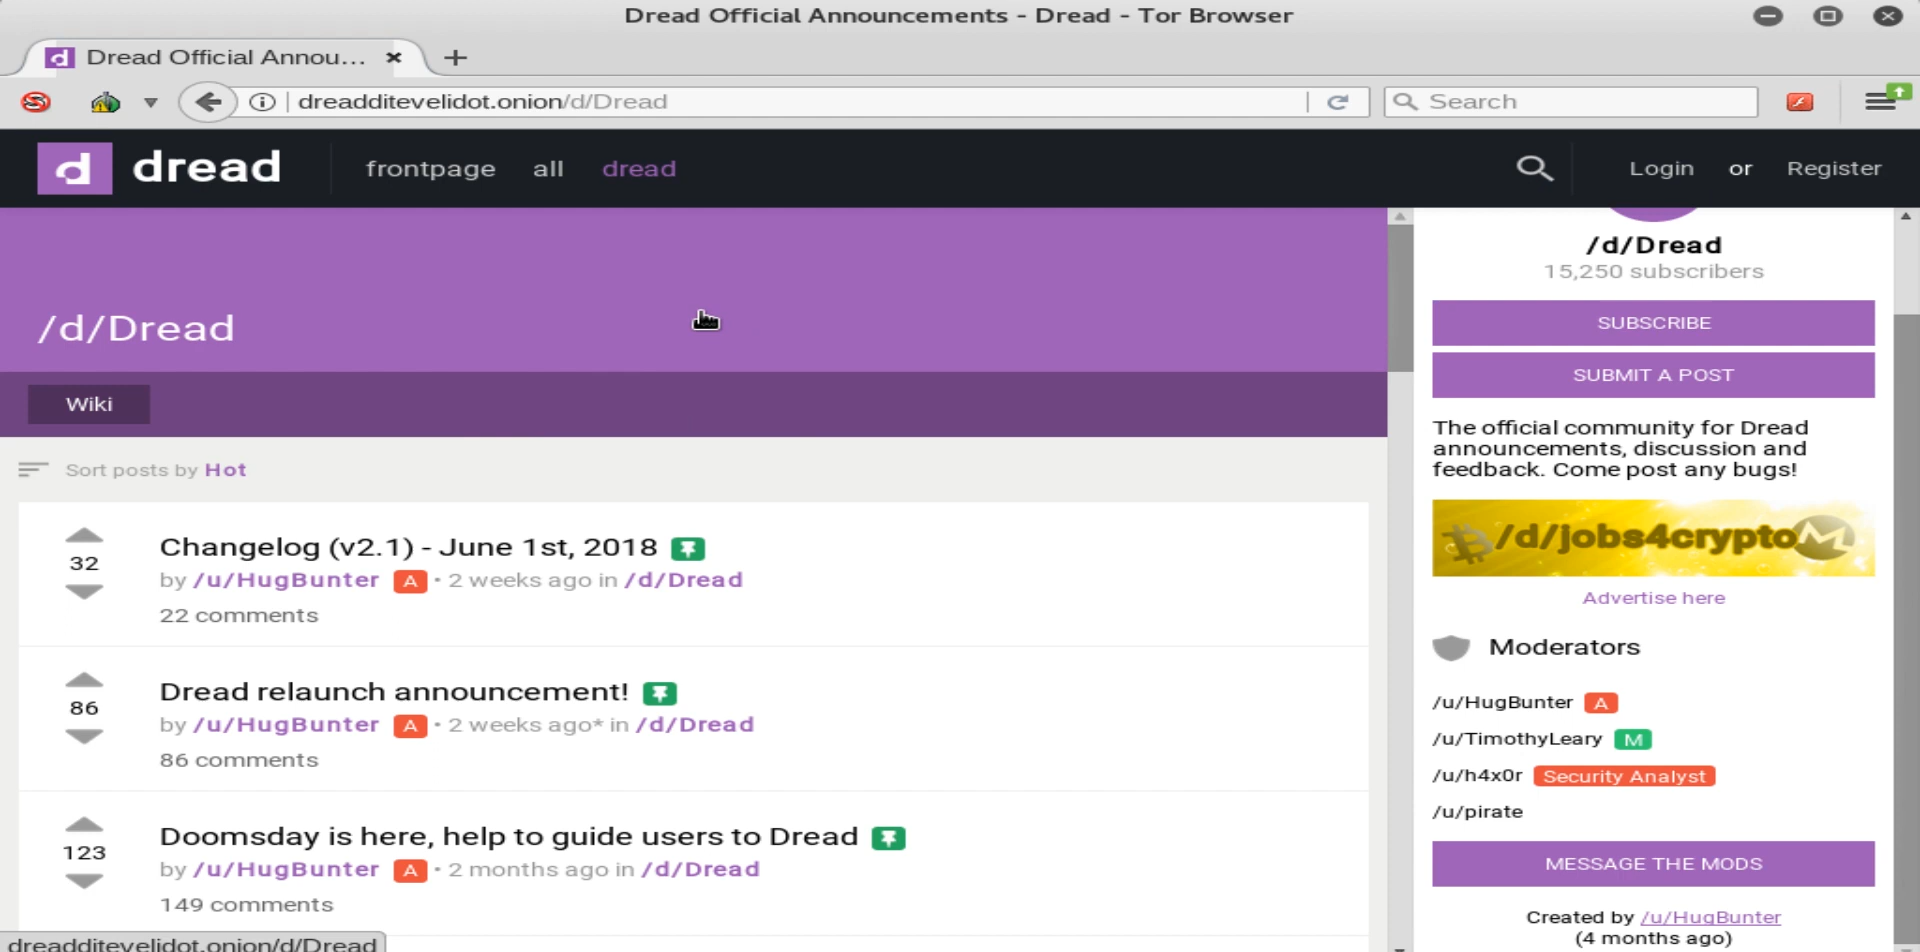 Dread Official Announcements - Dread - Tor Browser
Dread Official Annou...
dreadditevelidot.onion/d/Dread
Search
d dread
frontpage all dread
Login or Register
/d/Dread
Wiki
Sort posts by Hot
32
Changelog (v2.1) - June 1st, 2018
by /u/HugBunter A • 2 weeks ago in /d/Dread
22 comments
86
Dread relaunch announcement!
by /u/HugBunter A • 2 weeks ago* in /d/Dread
86 comments
123
Doomsday is here, help to guide users to Dread
by /u/HugBunter A • 2 months ago in /d/Dread
149 comments
dreadditevelidot.onion/d/Dread
/d/Dread
15,250 subscribers
SUBSCRIBE
SUBMIT A POST
The official community for Dread
announcements, discussion and
feedback. Come post any bugs!
/d/jobs4crypto
Advertise here
Moderators
/u/HugBunter A
/u/TimothyLeary M
/u/h4x0r Security Analyst
/u/pirate
MESSAGE THE MODS
Created by /u/HugBunter
(4 months ago)